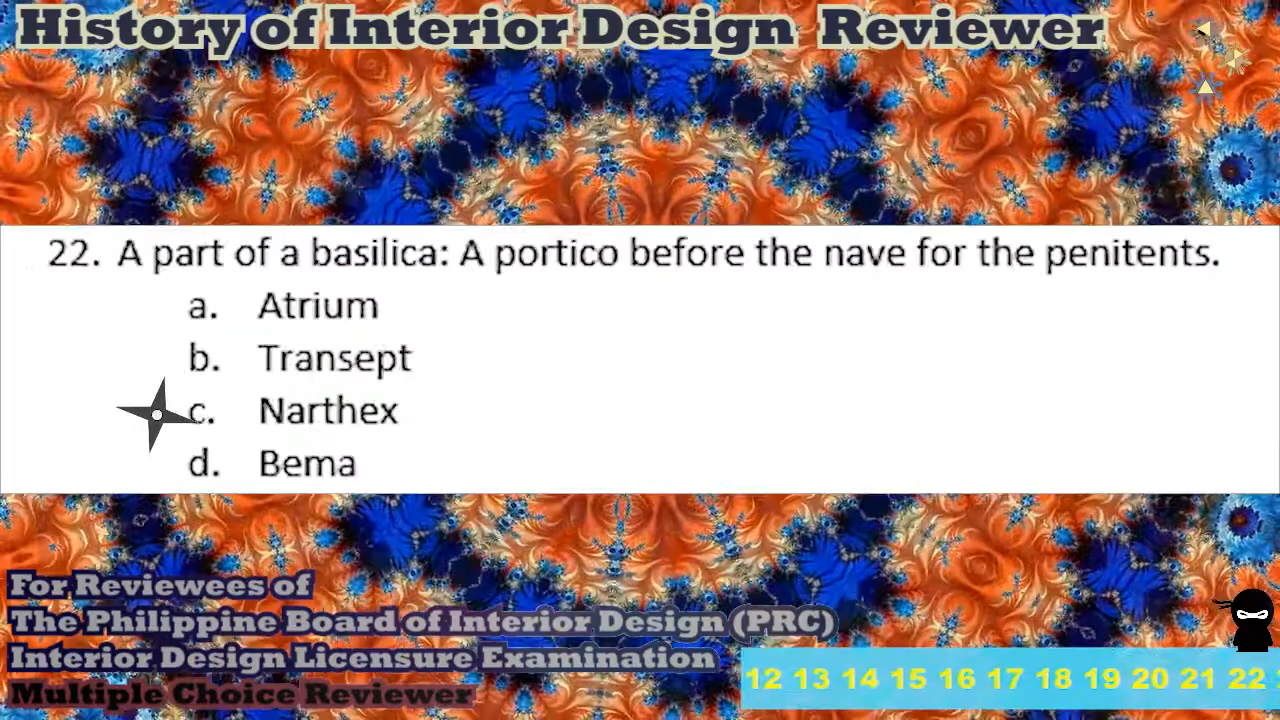 History of Interior Design Reviewer
22. A part of a basilica: A portico before the nave for the penitents.
a. Atrium
b. Transept
c. Narthex
d. Bema
For Reviewees of
The Philippine Board of Interior Design (PRC)
Interior Design Licensure Examination
Multiple Choice Reviewer
12 13 14 15 16 17 18 19 20 21 22